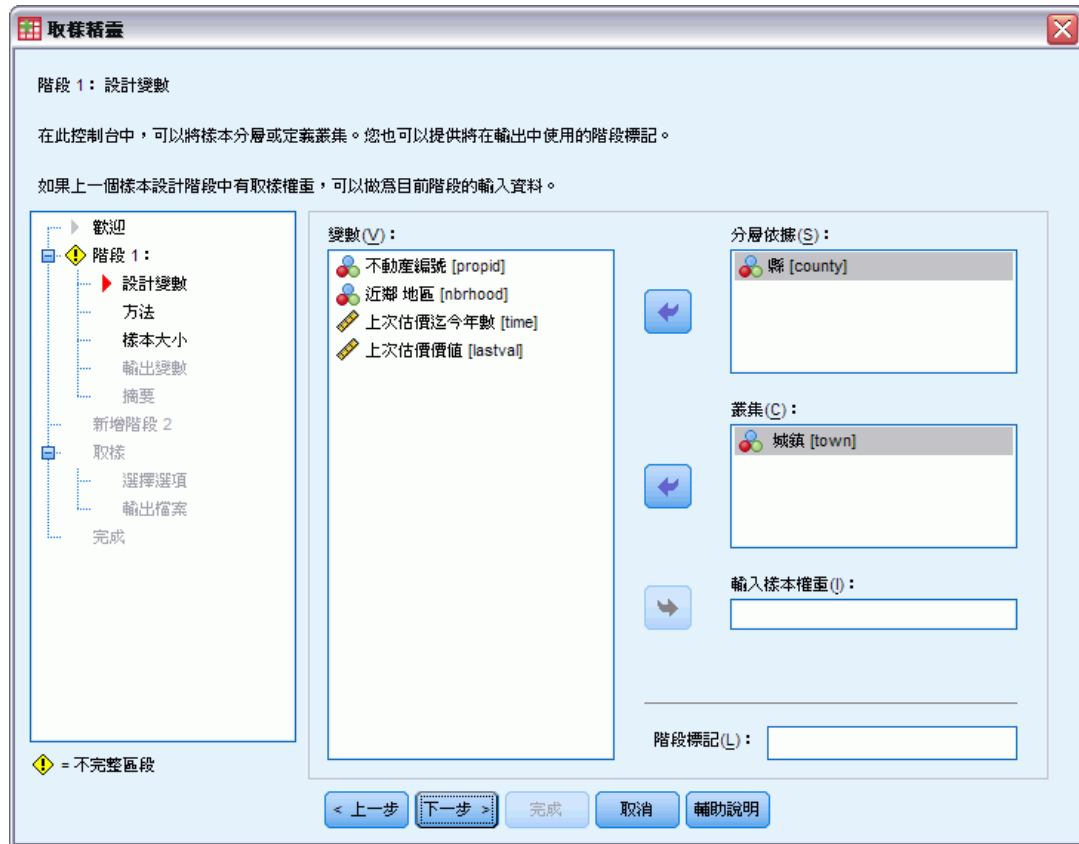 取樣精靈
階段 1：設計變數
在此控制台中，可以將樣本分層或定義叢集。您也可以提供將在輸出中使用的階段標記。
如果上一個樣本設計階段中有取樣權重，可以做為目前階段的輸入資料。
歡迎
階段 1：
設計變數
方法
樣本大小
輸出變數
摘要
新增階段 2
取樣
選擇選項
輸出檔案
完成
= 不完整區段
變數(V)：
不動產編號 [propid]
近鄰 地區 [nbrhood]
上次估價迄今年數 [time]
上次估價價值 [lastval]
分層依據(S)：
縣 [county]
叢集(C)：
城鎮 [town]
輸入樣本權重(I)：
階段標記(L)：
< 上一步
下一步 >
完成
取消
輔助說明